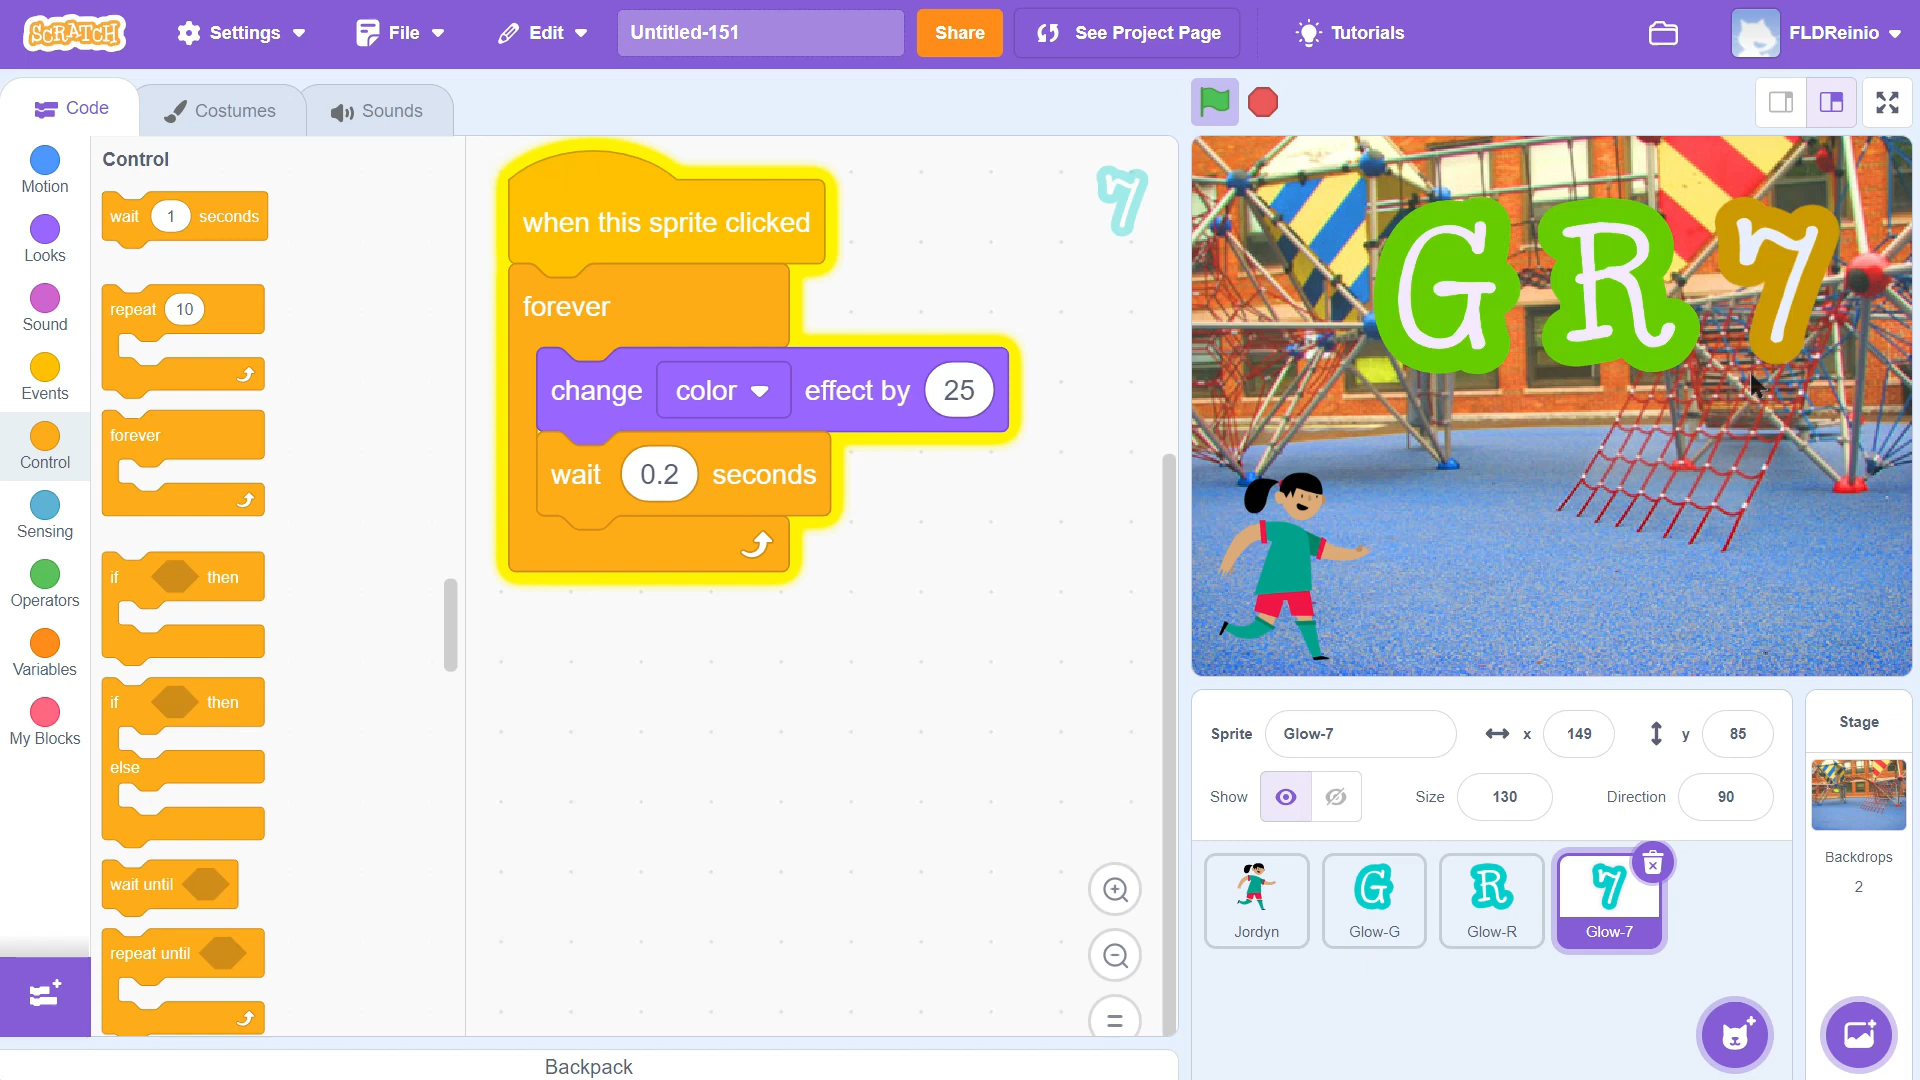 SCRATCH
Settings
File
Edit
Untitled-151
Share
See Project Page
Tutorials
FLDReinio
Code
Costumes
Sounds
Motion
Looks
Sound
Events
Control
Sensing
Operators
Variables
My Blocks
Control
wait 1 seconds
repeat 10
forever
if then
if then
else
wait until
repeat until
when this sprite clicked
forever
change color effect by 25
wait 0.2 seconds
7
G R 7
Sprite Glow-7 x 149 y 85
Show Size 130 Direction 90
Jordyn
G
Glow-G
R
Glow-R
7
Glow-7
Stage
Backdrops
2
Backpack